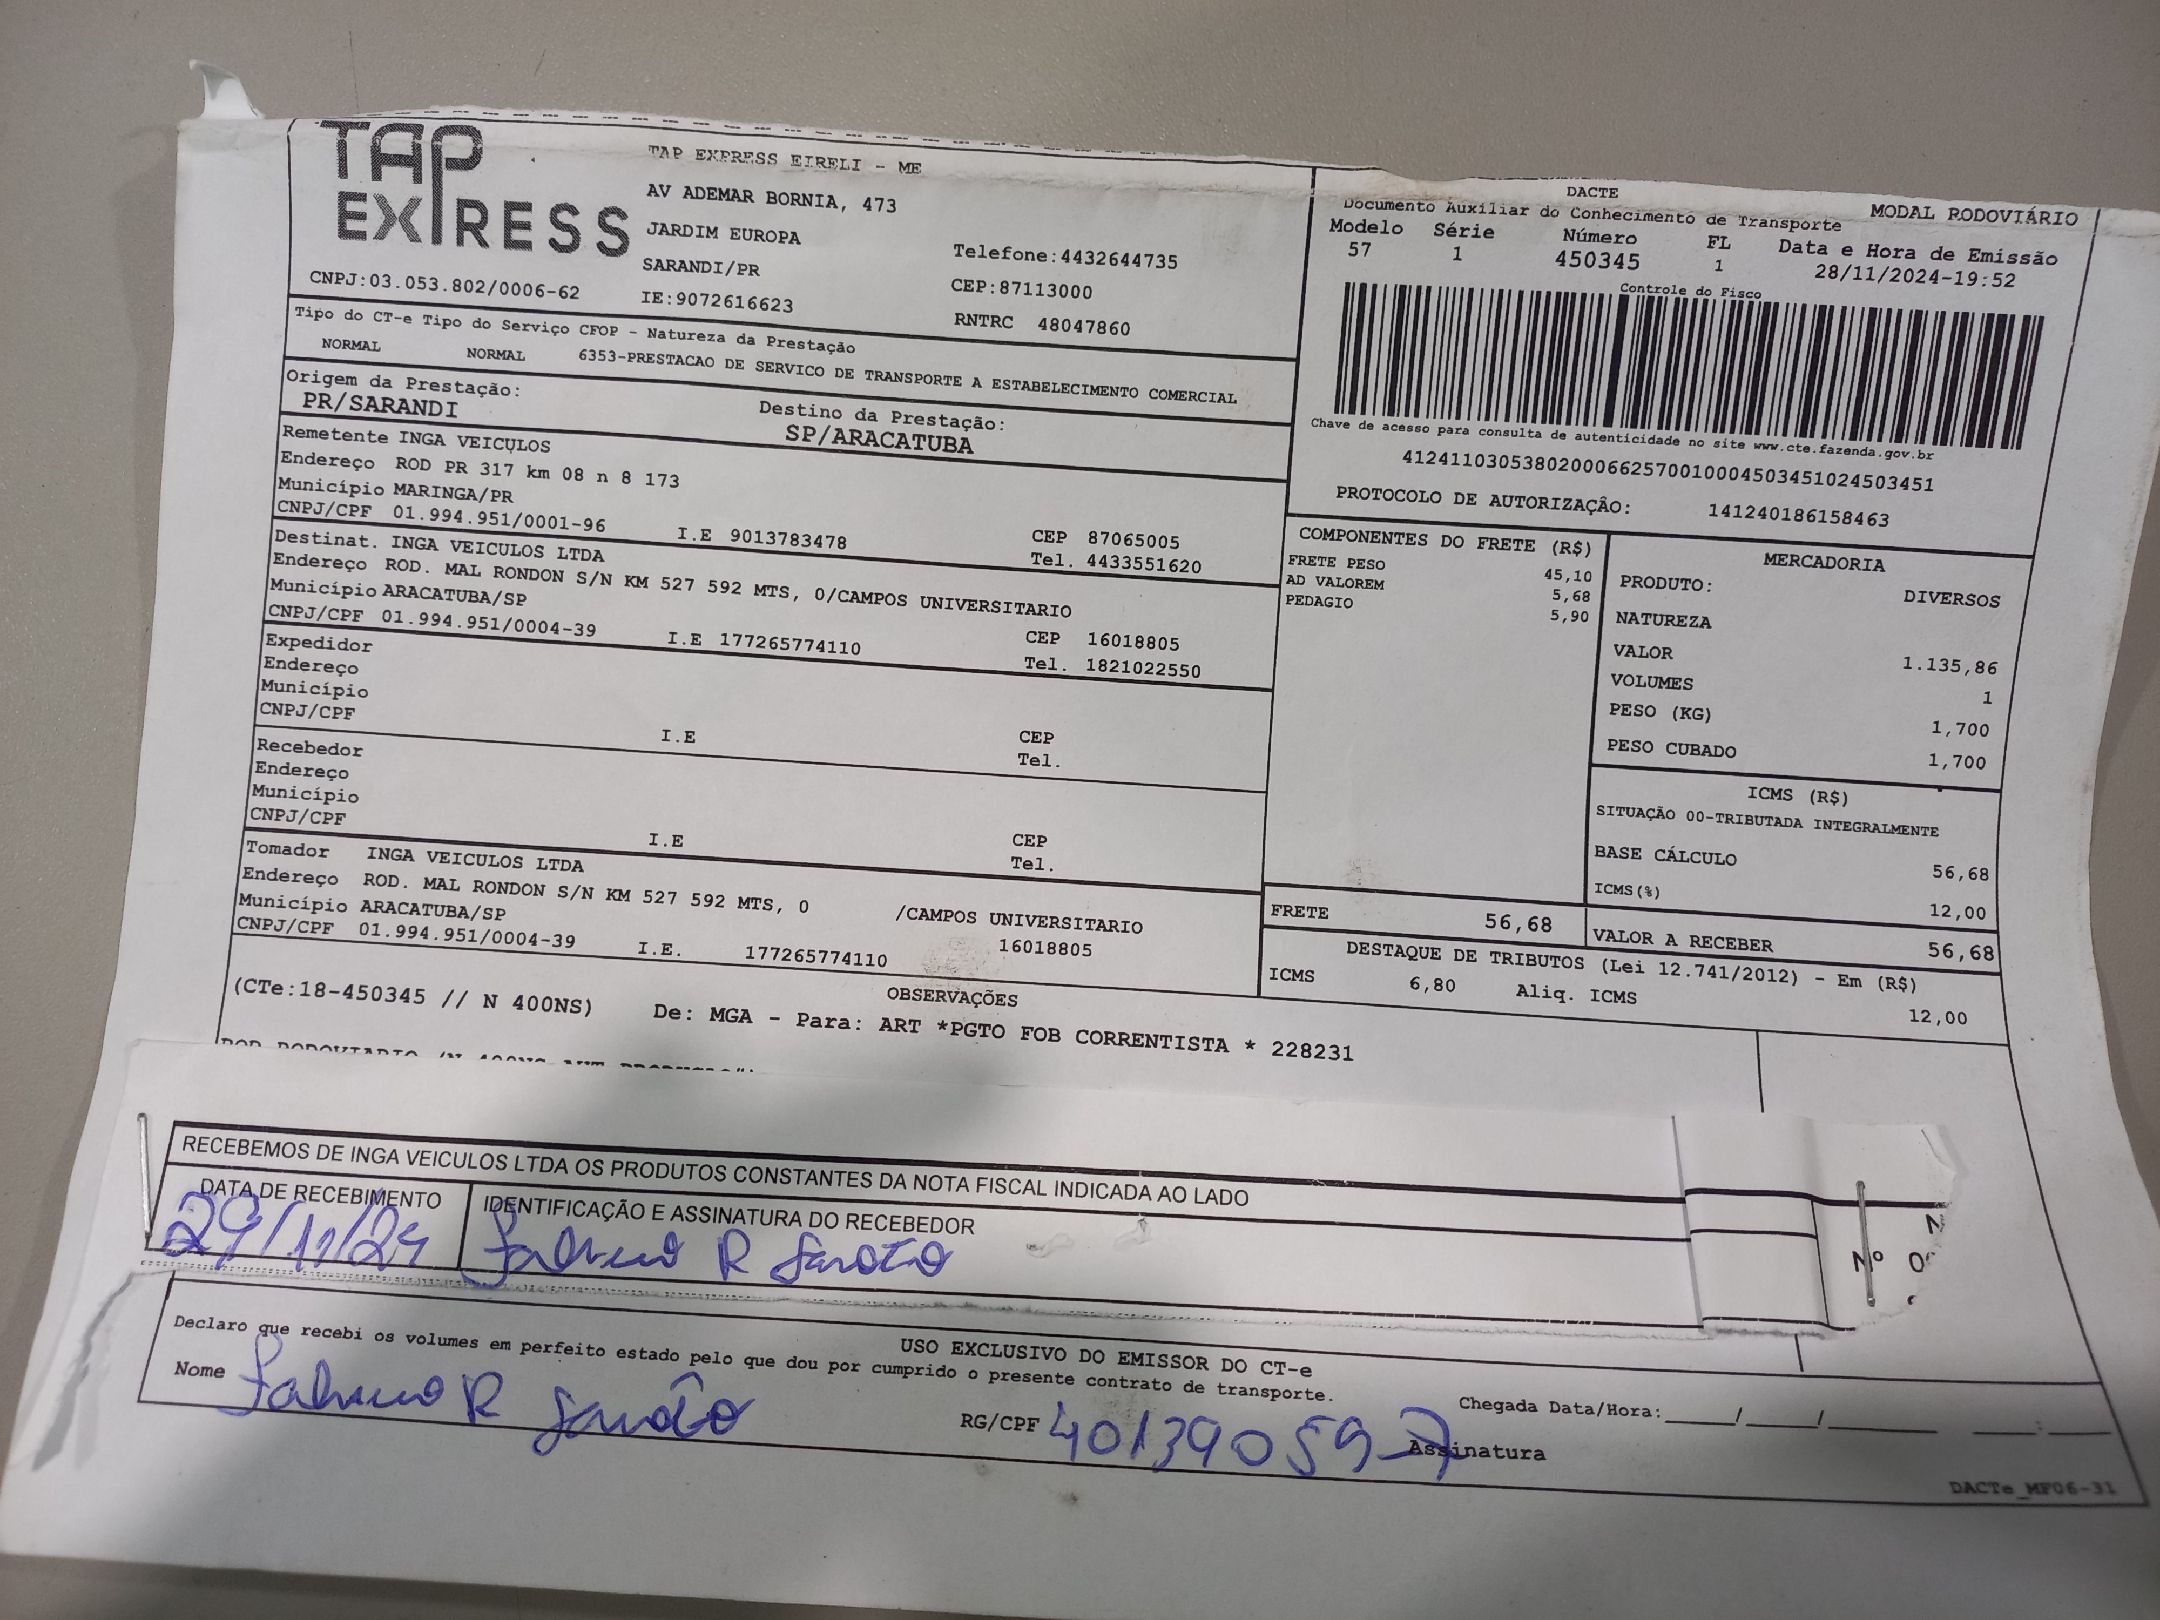 TAP EXPRESS
TAP EXPRESS EIRELI - ME
AV ADEMAR BORNIA, 473
JARDIM EUROPA
SARANDI/PR
IE:9072616623
Telefone:4432644735
CEP:87113000
RNTRC 48047860
CNPJ:03.053.802/0006-62
DACTE
Documento Auxiliar do Conhecimento de Transporte
MODAL RODOVIÁRIO
Modelo Série Número FL Data e Hora de Emissão
57 1 450345 1 28/11/2024-19:52
Controle do Fisco
Chave de acesso para consulta de autenticidade no site www.cte.fazenda.gov.br
41241103053802000662570010004503451024503451
PROTOCOLO DE AUTORIZAÇÃO: 141240186158463
Tipo do CT-e Tipo do Serviço CFOP - Natureza da Prestação
NORMAL NORMAL 6353-PRESTACAO DE SERVICO DE TRANSPORTE A ESTABELECIMENTO COMERCIAL
Origem da Prestação: Destino da Prestação:
PR/SARANDI SP/ARACATUBA
Remetente INGA VEICULOS
Endereço ROD PR 317 km 08 n 8 173
Município MARINGA/PR CEP 87065005
CNPJ/CPF 01.994.951/0001-96 I.E 9013783478 Tel. 4433551620
Destinat. INGA VEICULOS LTDA
Endereço ROD. MAL RONDON S/N KM 527 592 MTS, 0/CAMPOS UNIVERSITARIO
Município ARACATUBA/SP CEP 16018805
CNPJ/CPF 01.994.951/0004-39 I.E 177265774110 Tel. 1821022550
Expedidor
Endereço
Município CEP
CNPJ/CPF I.E Tel.
Recebedor
Endereço
Município CEP
CNPJ/CPF I.E Tel.
Tomador INGA VEICULOS LTDA
Endereço ROD. MAL RONDON S/N KM 527 592 MTS, 0 /CAMPOS UNIVERSITARIO
Município ARACATUBA/SP 16018805
CNPJ/CPF 01.994.951/0004-39 I.E. 177265774110
COMPONENTES DO FRETE (R$)
FRETE PESO 45,10
AD VALOREM 5,68
PEDAGIO 5,90
MERCADORIA
PRODUTO: DIVERSOS
NATUREZA
VALOR 1.135,86
VOLUMES 1
PESO (KG) 1,700
PESO CUBADO 1,700
ICMS (R$)
SITUAÇÃO 00-TRIBUTADA INTEGRALMENTE
BASE CÁLCULO 56,68
ICMS(%) 12,00
FRETE 56,68 VALOR A RECEBER 56,68
DESTAQUE DE TRIBUTOS (Lei 12.741/2012) - Em (R$)
ICMS 6,80 Aliq. ICMS 12,00
OBSERVAÇÕES
(CTe:18-450345 // N 400NS) De: MGA - Para: ART *PGTO FOB CORRENTISTA * 228231
RECEBEMOS DE INGA VEICULOS LTDA OS PRODUTOS CONSTANTES DA NOTA FISCAL INDICADA AO LADO
DATA DE RECEBIMENTO IDENTIFICAÇÃO E ASSINATURA DO RECEBEDOR
29/11/24
Nº
USO EXCLUSIVO DO EMISSOR DO CT-e
Declaro que recebi os volumes em perfeito estado pelo que dou por cumprido o presente contrato de transporte.
Nome RG/CPF 40139059-7 Chegada Data/Hora:____/____/____ ___:___
Assinatura
DACTe_MF06-31